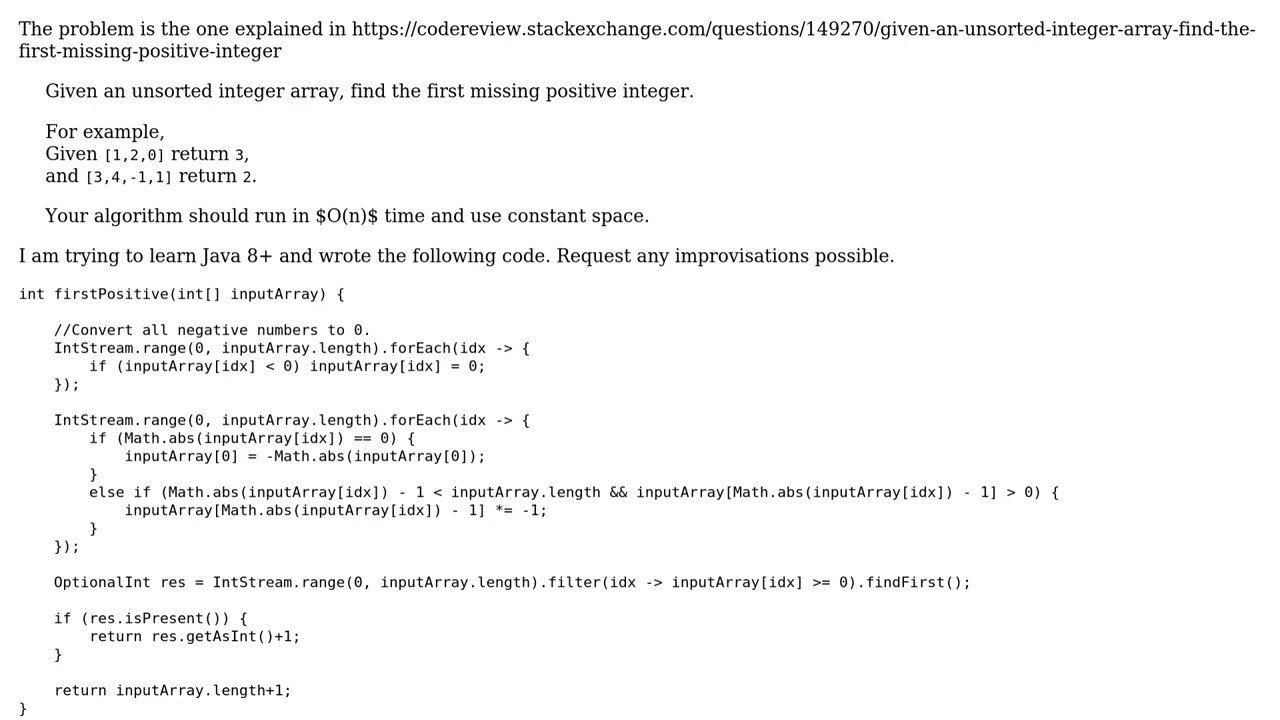 The problem is the one explained in https://codereview.stackexchange.com/questions/149270/given-an-unsorted-integer-array-find-the-
first-missing-positive-integer
Given an unsorted integer array, find the first missing positive integer.
For example,
Given [1,2,0] return 3,
and [3,4,-1,1] return 2.
Your algorithm should run in $O(n)$ time and use constant space.
I am trying to learn Java 8+ and wrote the following code. Request any improvisations possible.
int firstPositive(int[] inputArray) {
    //Convert all negative numbers to 0.
    IntStream.range(0, inputArray.length).forEach(idx -> {
        if (inputArray[idx] < 0) inputArray[idx] = 0;
    });
    IntStream.range(0, inputArray.length).forEach(idx -> {
        if (Math.abs(inputArray[idx]) == 0) {
            inputArray[0] = -Math.abs(inputArray[0]);
        }
        else if (Math.abs(inputArray[idx]) - 1 < inputArray.length && inputArray[Math.abs(inputArray[idx]) - 1] > 0) {
            inputArray[Math.abs(inputArray[idx]) - 1] *= -1;
        }
    });
    OptionalInt res = IntStream.range(0, inputArray.length).filter(idx -> inputArray[idx] >= 0).findFirst();
    if (res.isPresent()) {
        return res.getAsInt()+1;
    }
    return inputArray.length+1;
}